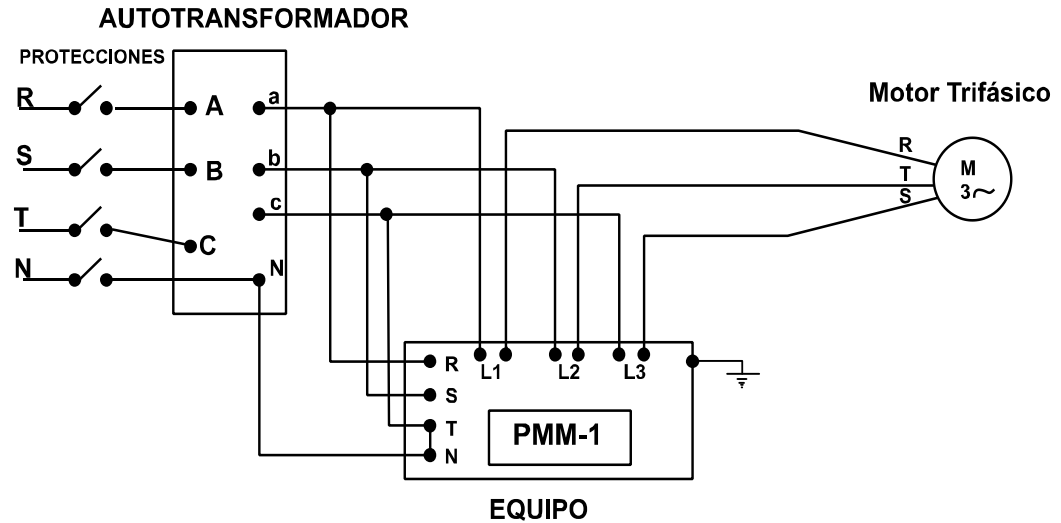 AUTOTRANSFORMADOR
PROTECCIONES
Motor Trifásico
R
A
a
S
B
b
T
C
c
N
N
R
T
S
M
3~
R
S
T
N
L1
L2
L3
PMM-1
EQUIPO